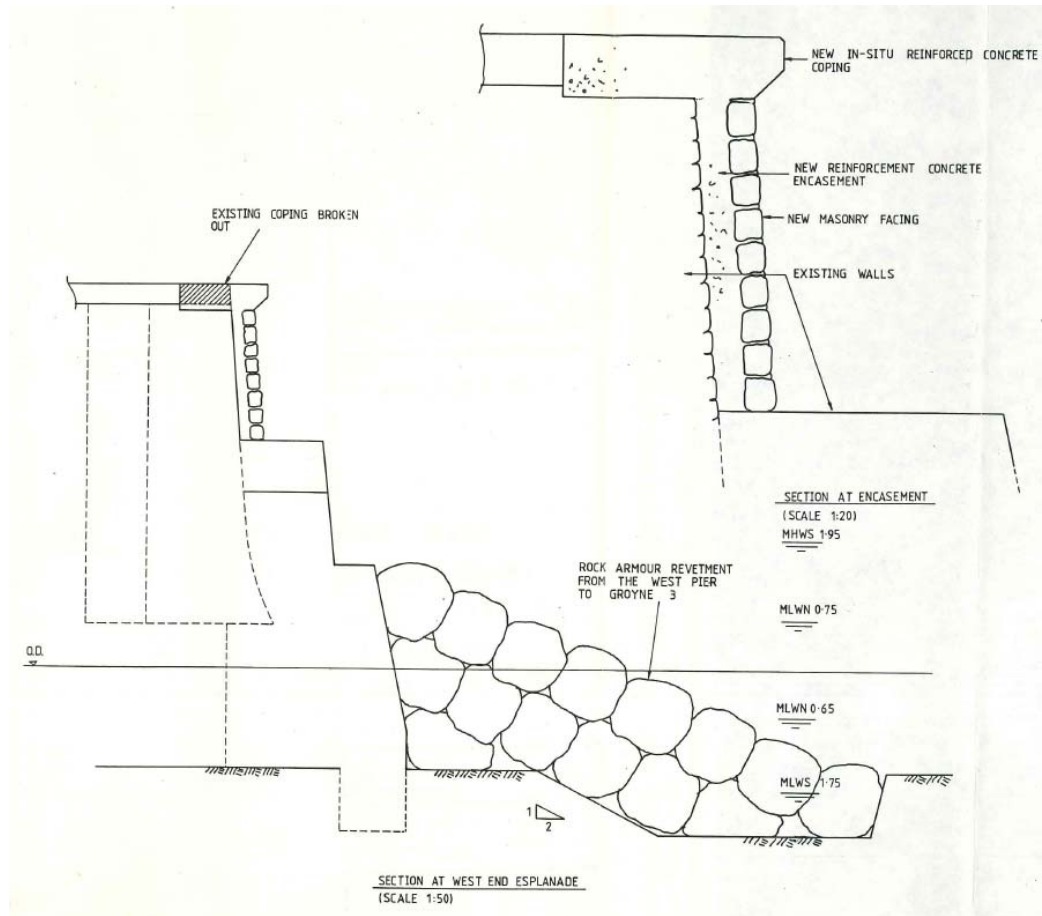 NEW IN-SITU REINFORCED CONCRETE
COPING
NEW REINFORCEMENT CONCRETE
ENCASEMENT
NEW MASONRY FACING
EXISTING WALLS
EXISTING COPING BROKEN
OUT
SECTION AT ENCASEMENT
(SCALE 1:20)
MHWS 1·95
ROCK ARMOUR REVETMENT
FROM THE WEST PIER
TO GROYNE 3
MLWN 0·75
O.D.
MLWN 0·65
MLWS 1·75
1
2
SECTION AT WEST END ESPLANADE
(SCALE 1:50)